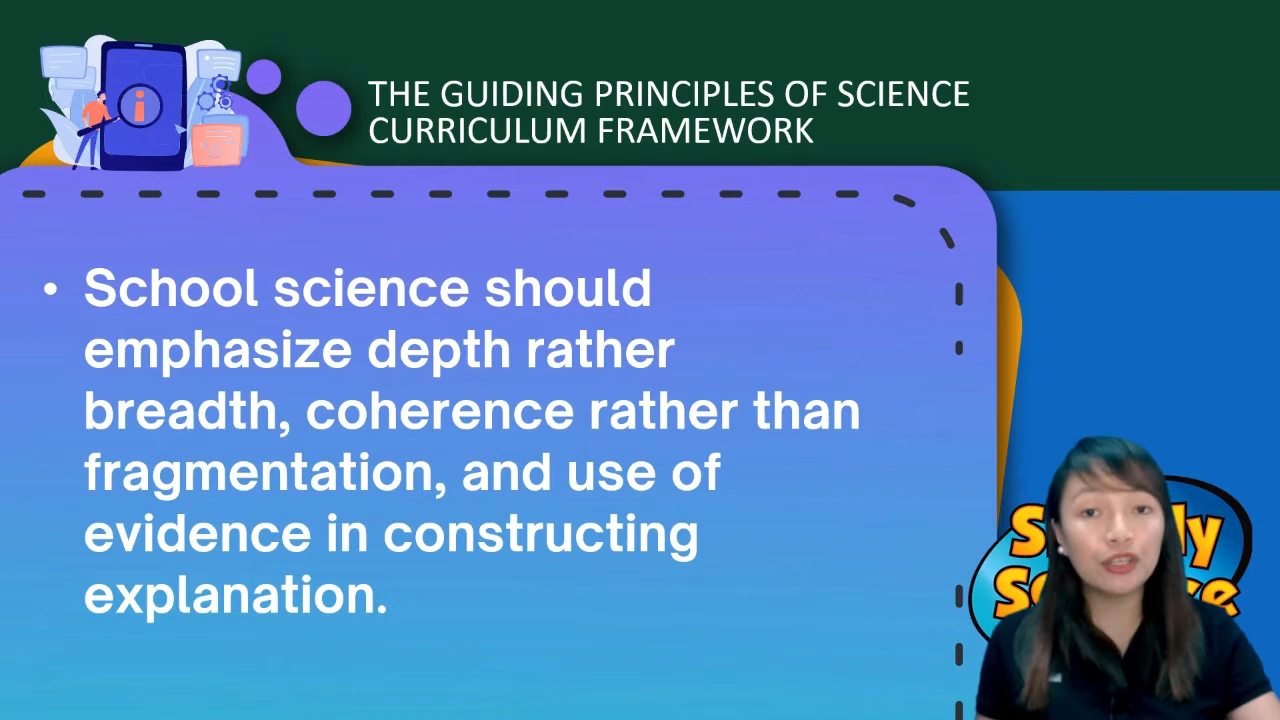 THE GUIDING PRINCIPLES OF SCIENCE
CURRICULUM FRAMEWORK
• School science should
emphasize depth rather
breadth, coherence rather than
fragmentation, and use of
evidence in constructing
explanation.